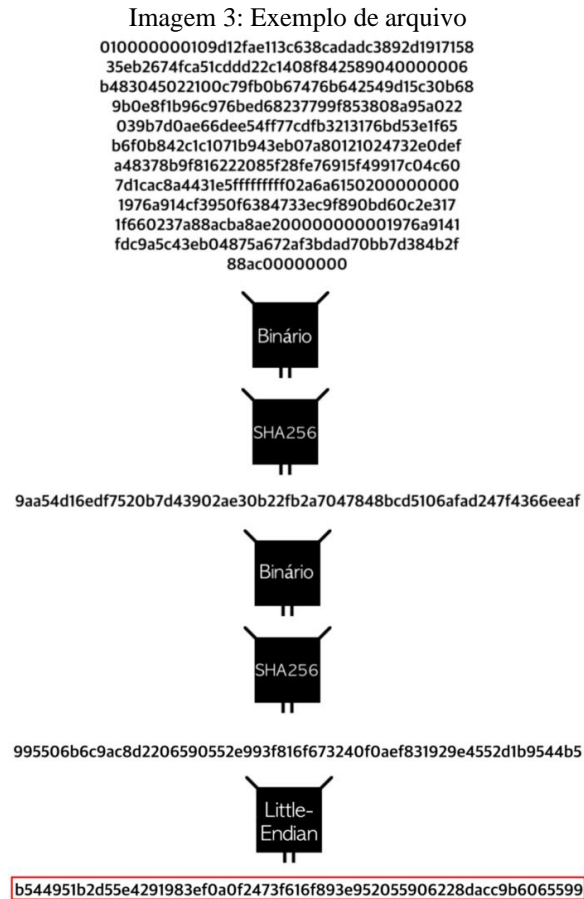 Imagem 3: Exemplo de arquivo
010000000109d12fae113c638cadadc3892d1917158
35eb2674fca51cddd22c1408f842589040000006
b483045022100c79fb0b67476b642549d15c30b68
9b0e8f1b96c976bed68237799f853808a95a022
039b7d0ae66dee54ff77cdfb3213176bd53e1f65
b6f0b842c1c1071b943eb07a80121024732e0def
a48378b9f816222085f28fe76915f49917c04c60
7d1cac8a4431e5ffffffff02a6a6150200000000
1976a914cf3950f6384733ec9f890bd60c2e317
1f660237a88acba8ae2000000000001976a9141
fdc9a5c43eb04875a672af3bdad70bb7d384b2f
88ac00000000
Binário
SHA256
9aa54d16edf7520b7d43902ae30b22fb2a7047848bcd5106afad247f4366eeaf
Binário
SHA256
995506b6c9ac8d2206590552e993f816f673240f0aef831929e4552d1b9544b5
Little-
Endian
b544951b2d55e4291983ef0a0f2473f616f893e952055906228dacc9b6065599